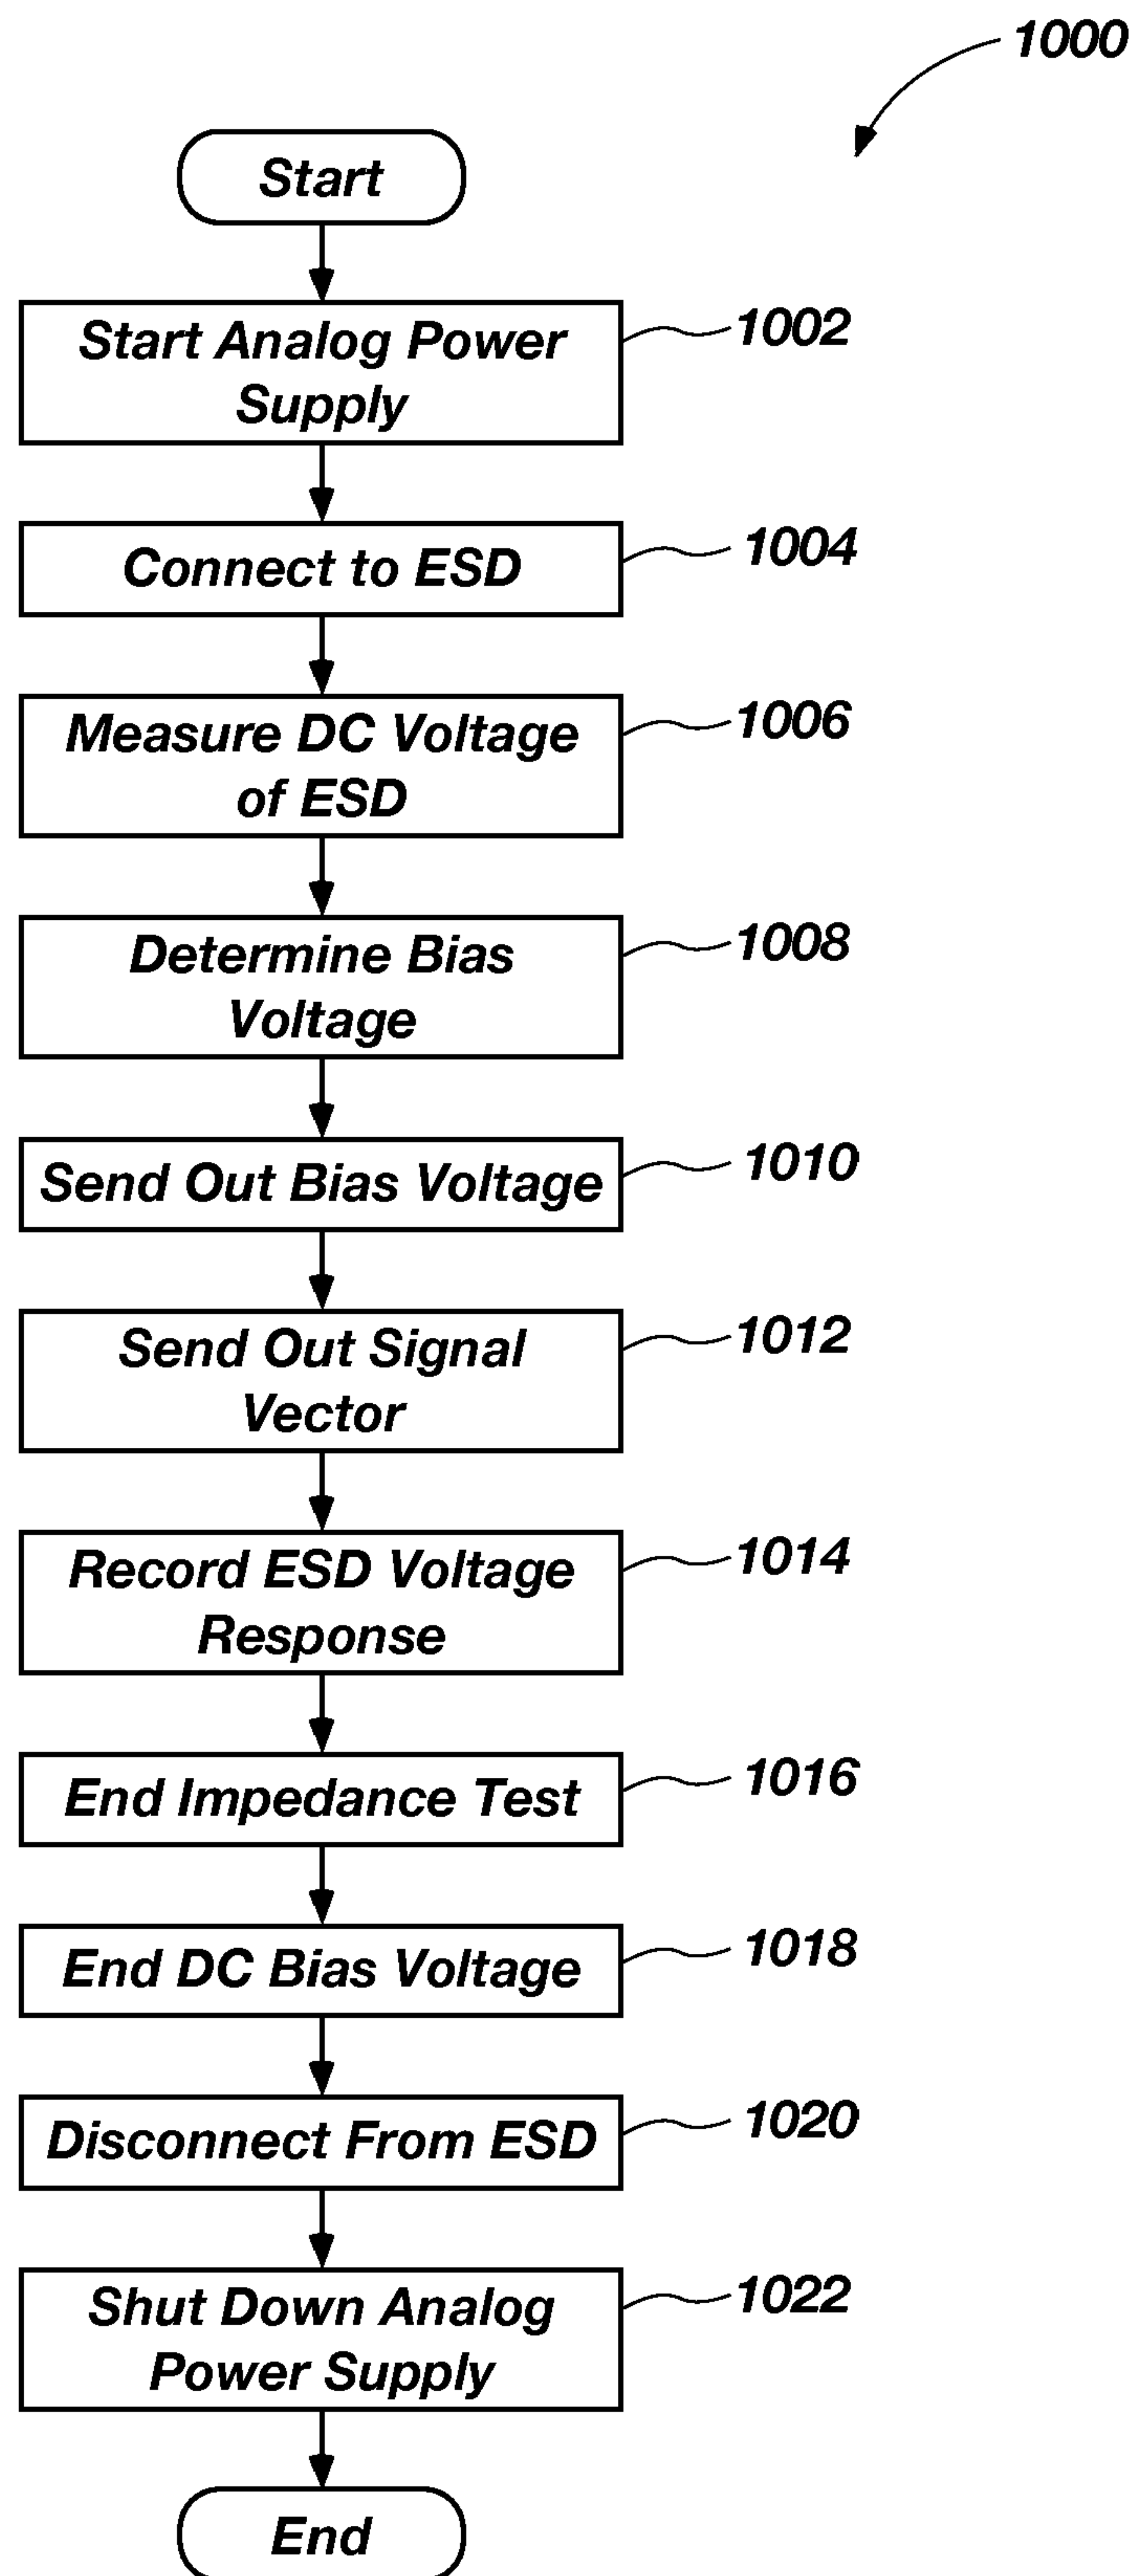 1000
Start
Start Analog Power
Supply
1002
Connect to ESD
1004
Measure DC Voltage
of ESD
1006
Determine Bias
Voltage
1008
Send Out Bias Voltage
1010
Send Out Signal
Vector
1012
Record ESD Voltage
Response
1014
End Impedance Test
1016
End DC Bias Voltage
1018
Disconnect From ESD
1020
Shut Down Analog
Power Supply
1022
End